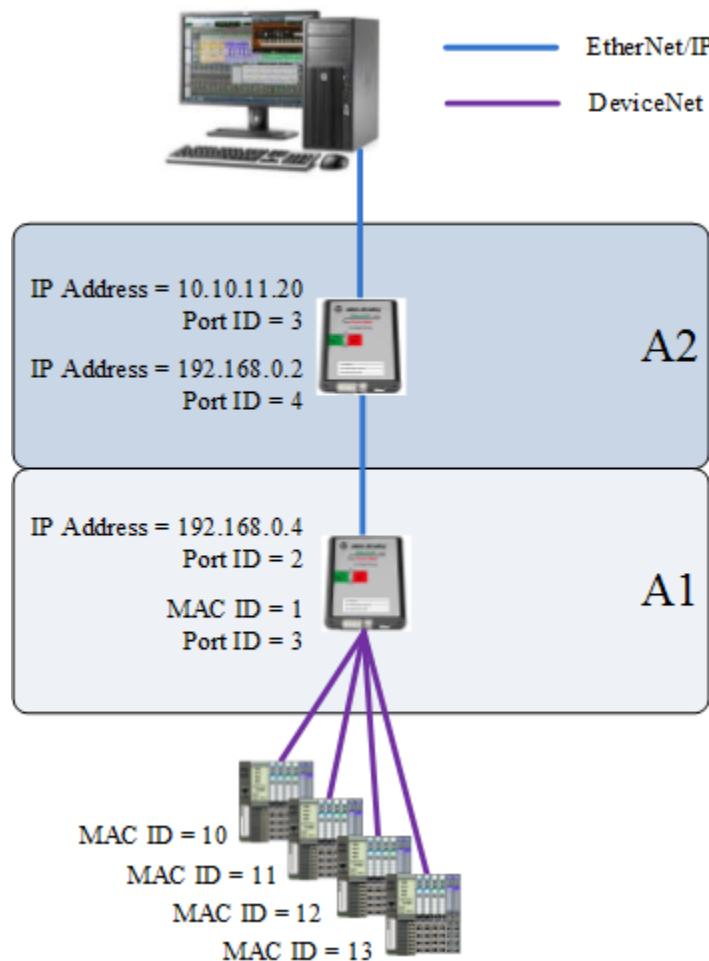 EtherNet/IP
DeviceNet
IP Address = 10.10.11.20
Port ID = 3
IP Address = 192.168.0.2
Port ID = 4
A2
IP Address = 192.168.0.4
Port ID = 2
MAC ID = 1
Port ID = 3
A1
MAC ID = 10
MAC ID = 11
MAC ID = 12
MAC ID = 13